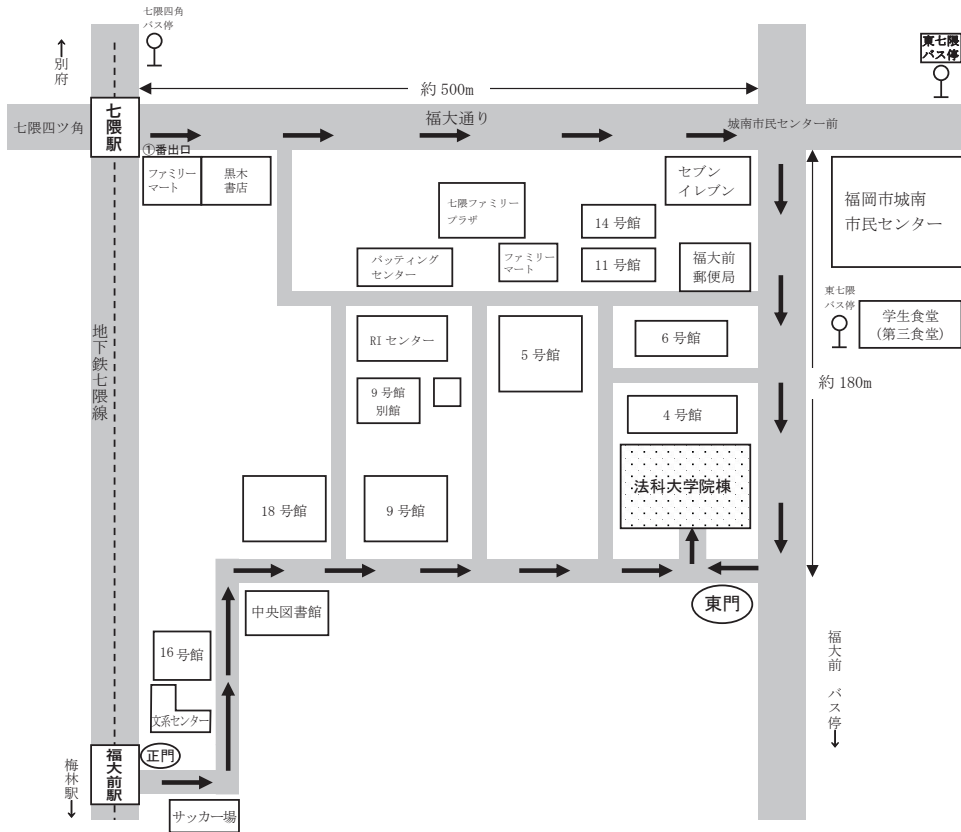 七隈四角
バス停
別府
東七隈
バス停
約 500m
七隈駅
福大通り
七隈四ツ角
城南市民センター前
①番出口
ファミリー
マート
黒木
書店
セブン
イレブン
福岡市城南
市民センター
七隈ファミリー
プラザ
14 号館
バッティング
センター
ファミリー
マート
11 号館
福大前
郵便局
東七隈
バス停
学生食堂
(第三食堂)
地下鉄七隈線
RI センター
5 号館
6 号館
約 180m
9 号館
別館
4 号館
18 号館
9 号館
法科大学院棟
中央図書館
東門
16 号館
福大前 バス停
文系センター
福大前駅
正門
梅林駅
サッカー場